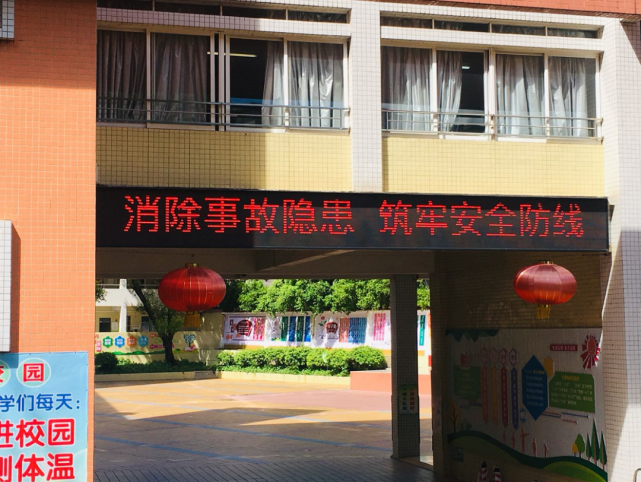 消除事故隐患 筑牢安全防线
校园
学们每天:
进校园
测体温